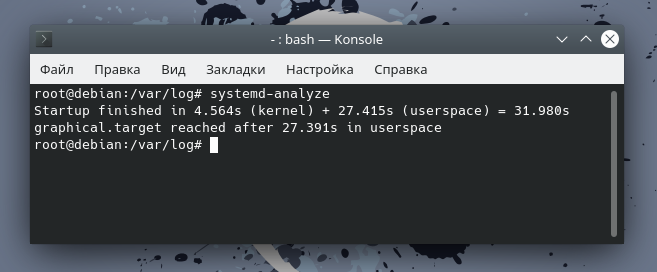 - : bash — Konsole
Файл Правка Вид Закладки Настройка Справка
root@debian:/var/log# systemd-analyze
Startup finished in 4.564s (kernel) + 27.415s (userspace) = 31.980s
graphical.target reached after 27.391s in userspace
root@debian:/var/log#